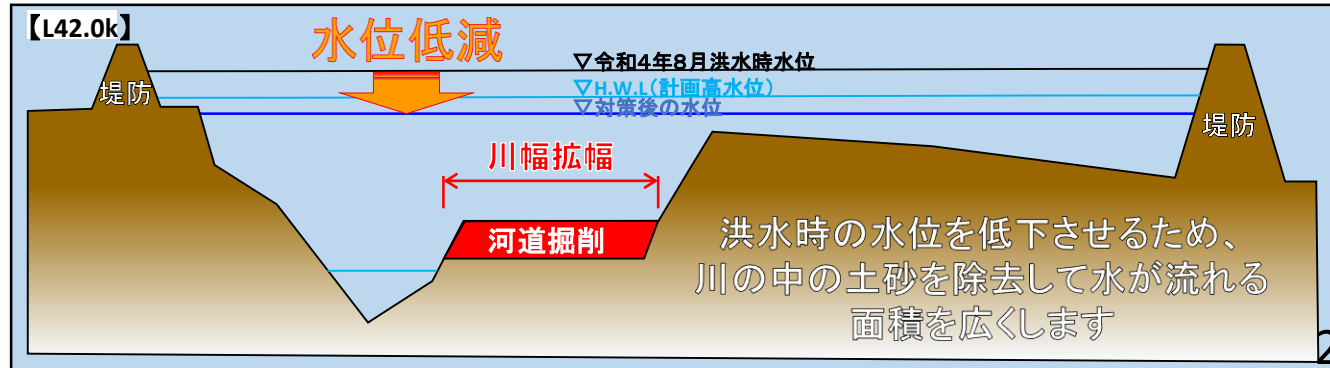 【L42.0k】
水位低減
▽令和4年8月洪水時水位
▽H.W.L(計画高水位)
▽対策後の水位
堤防
堤防
川幅拡幅
河道掘削
洪水時の水位を低下させるため、
川の中の土砂を除去して水が流れる
面積を広くします
2